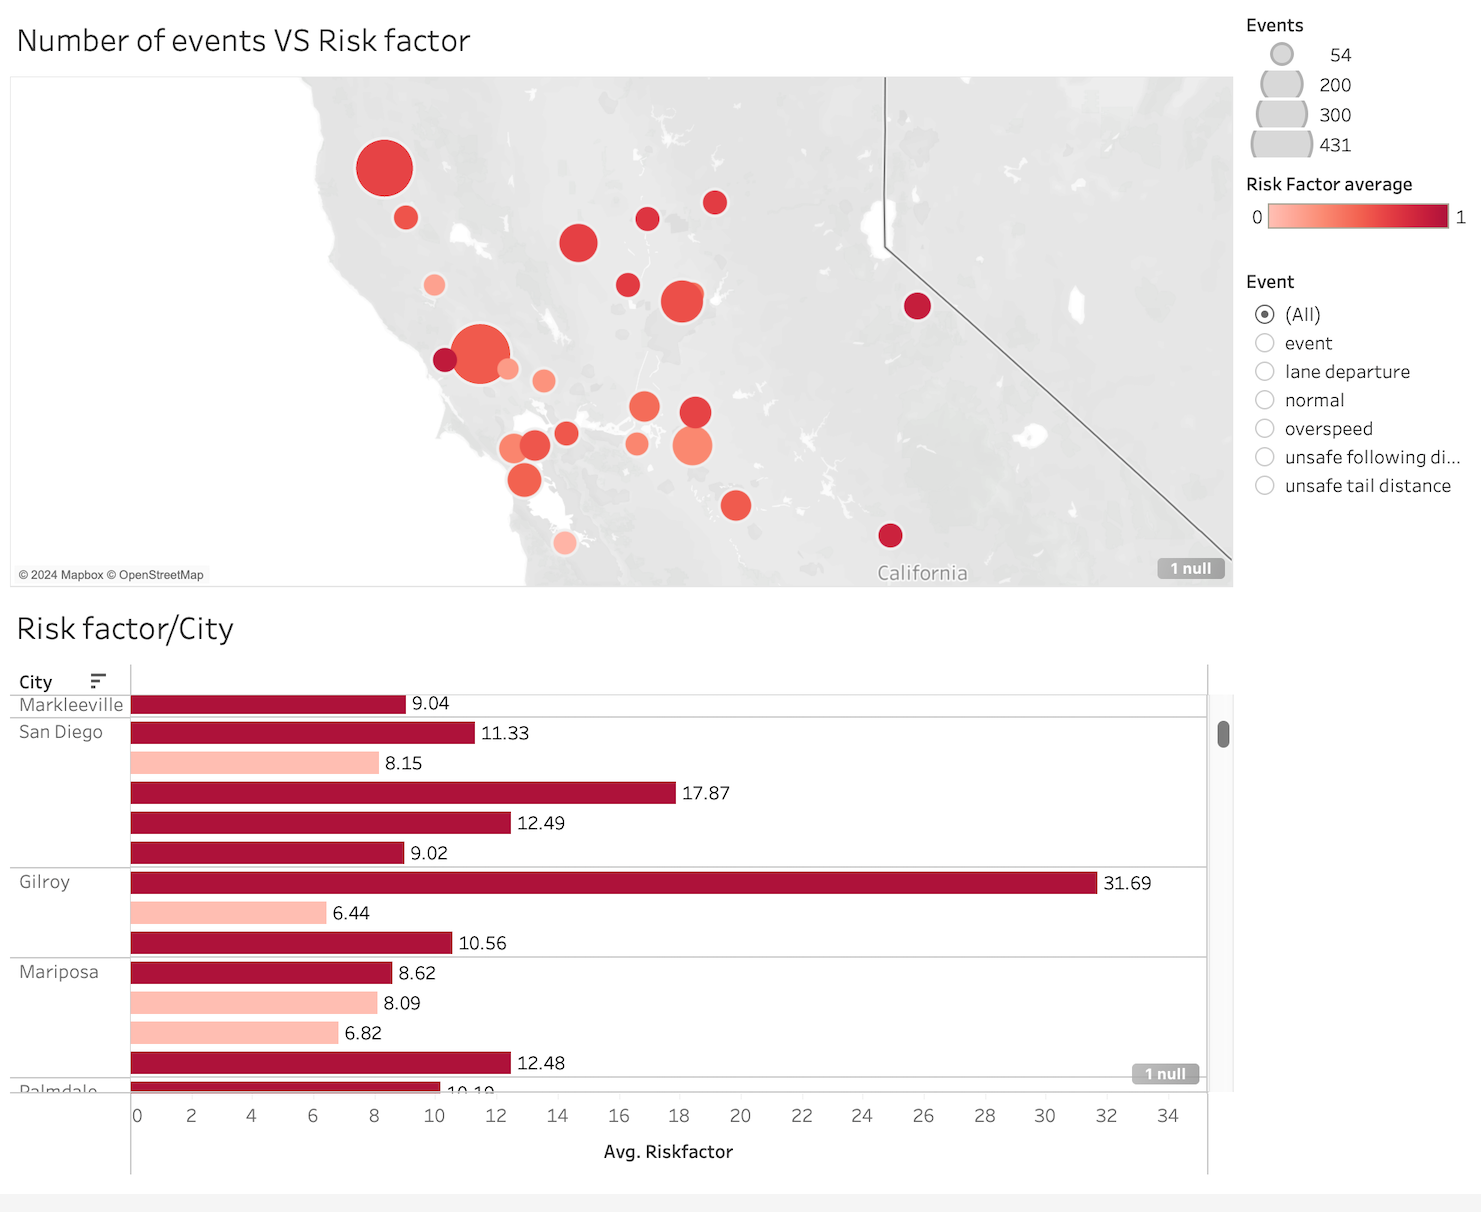 Number of events VS Risk factor
Events
54
200
300
431
Risk Factor average
0 1
Event
(All)
event
lane departure
normal
overspeed
unsafe following di...
unsafe tail distance
© 2024 Mapbox © OpenStreetMap
California
1 null
Risk factor/City
City
Markleeville 9.04
San Diego 11.33
8.15
17.87
12.49
9.02
Gilroy 31.69
6.44
10.56
Mariposa 8.62
8.09
6.82
12.48
1 null
Palmdale 10.19
0 2 4 6 8 10 12 14 16 18 20 22 24 26 28 30 32 34
Avg. Riskfactor